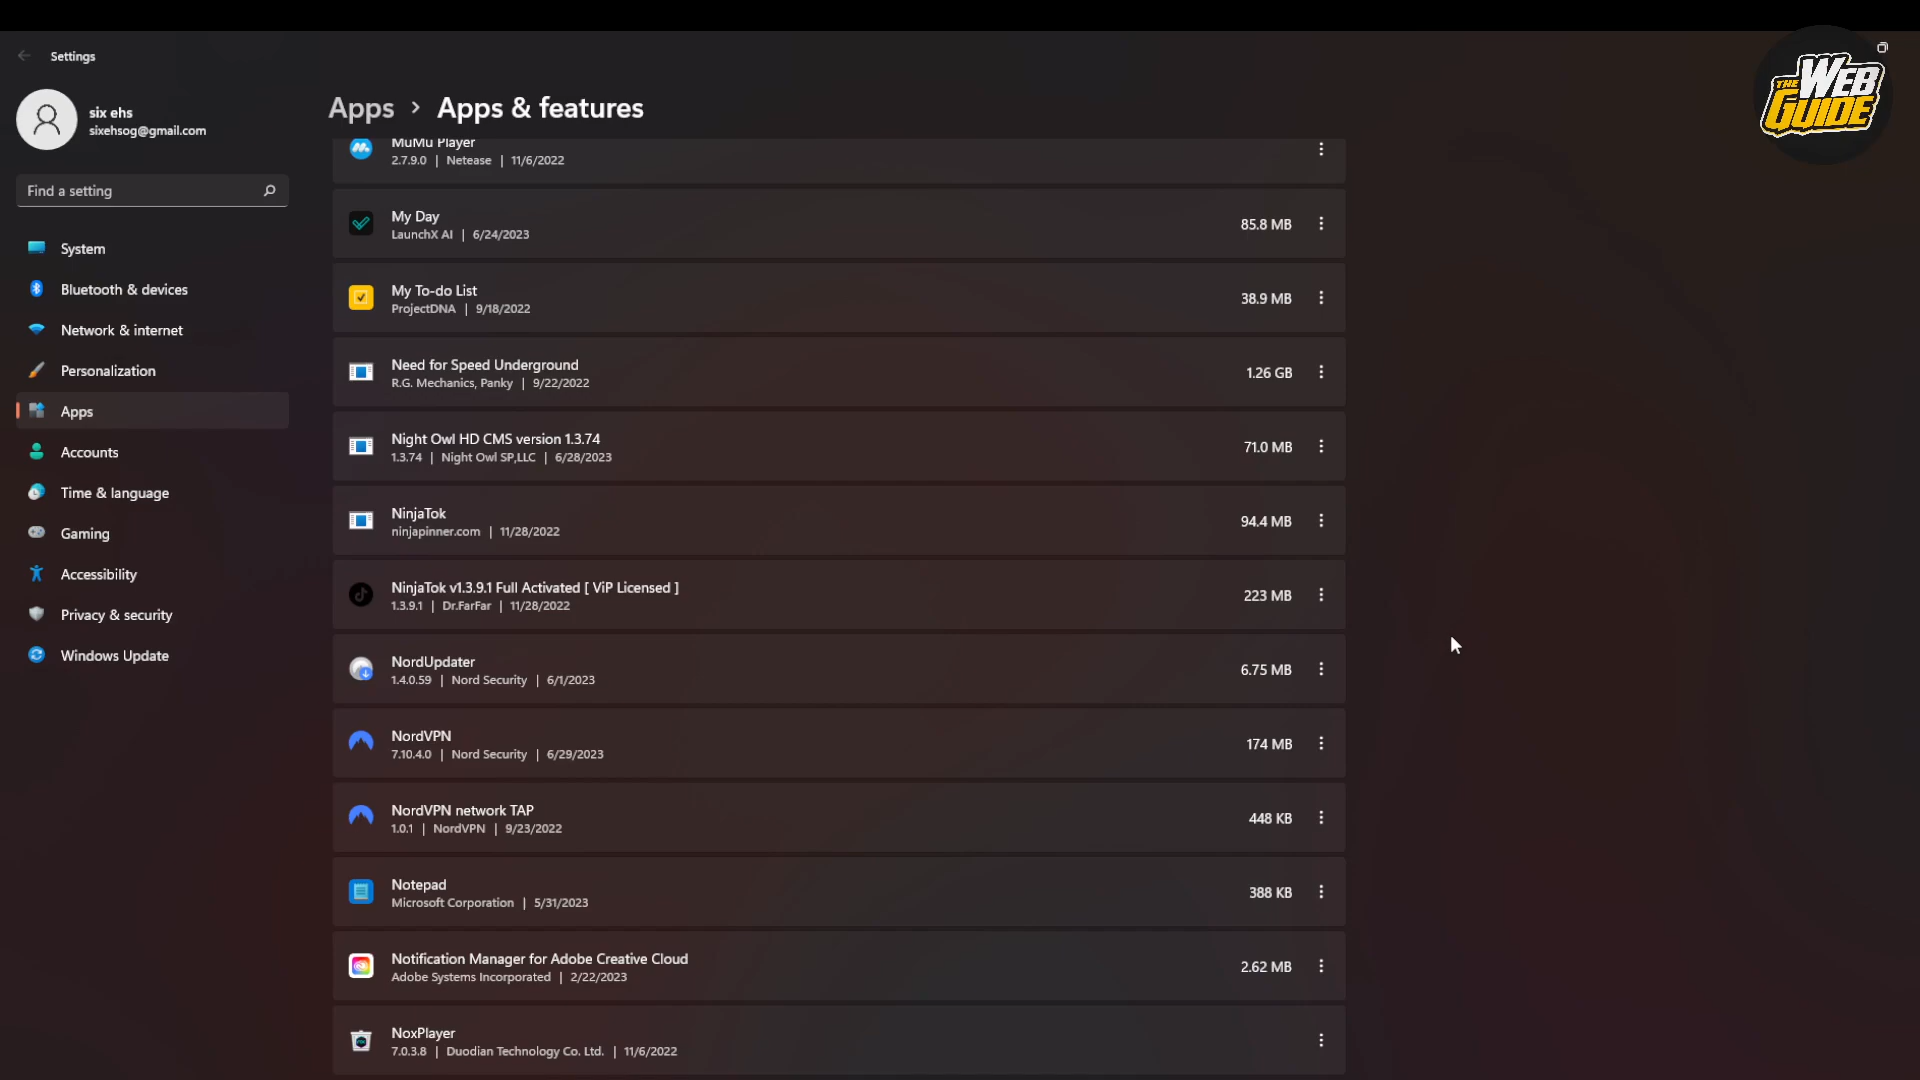 Settings
THE WEB GUIDE
six ehs
sixehsog@gmail.com
Find a setting
System
Bluetooth & devices
Network & internet
Personalization
Apps
Accounts
Time & language
Gaming
Accessibility
Privacy & security
Windows Update
Apps > Apps & features
MuMu Player
2.7.9.0 | Netease | 11/6/2022
My Day
LaunchX AI | 6/24/2023
85.8 MB
My To-do List
ProjectDNA | 9/18/2022
38.9 MB
Need for Speed Underground
R.G. Mechanics, Panky | 9/22/2022
1.26 GB
Night Owl HD CMS version 1.3.74
1.3.74 | Night Owl SP,LLC | 6/28/2023
71.0 MB
NinjaTok
ninjapinner.com | 11/28/2022
94.4 MB
NinjaTok v1.3.9.1 Full Activated [ ViP Licensed ]
1.3.9.1 | Dr.FarFar | 11/28/2022
223 MB
NordUpdater
1.4.0.59 | Nord Security | 6/1/2023
6.75 MB
NordVPN
7.10.4.0 | Nord Security | 6/29/2023
174 MB
NordVPN network TAP
1.0.1 | NordVPN | 9/23/2022
448 KB
Notepad
Microsoft Corporation | 5/31/2023
388 KB
Notification Manager for Adobe Creative Cloud
Adobe Systems Incorporated | 2/22/2023
2.62 MB
NoxPlayer
7.0.3.8 | Duodian Technology Co. Ltd. | 11/6/2022